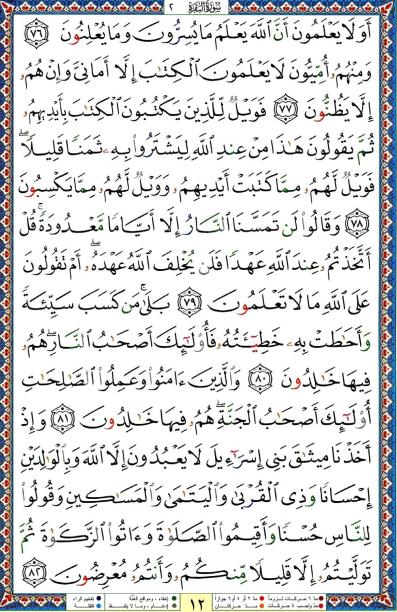 سُورَةُ البَقَرَة ٢
أَوَلَا يَعْلَمُونَ أَنَّ ٱللَّهَ يَعْلَمُ مَا يُسِرُّونَ وَمَا يُعْلِنُونَ ﴿٧٦﴾
وَمِنْهُمُۥ أُمِّيُّونَ لَا يَعْلَمُونَ ٱلْكِتَٰبَ إِلَّا أَمَانِىَّ وَإِنْ هُمُۥ
إِلَّا يَظُنُّونَ ﴿٧٧﴾ فَوَيْلٌ لِّلَّذِينَ يَكْتُبُونَ ٱلْكِتَٰبَ بِأَيْدِيهِمُۥ
ثُمَّ يَقُولُونَ هَٰذَا مِنْ عِندِ ٱللَّهِ لِيَشْتَرُوا۟ بِهِۦ ثَمَنًا قَلِيلًا ۖ
فَوَيْلٌ لَّهُمُۥ مِمَّا كَتَبَتْ أَيْدِيهِمُۥ وَوَيْلٌ لَّهُمُۥ مِمَّا يَكْسِبُونَ
﴿٧٨﴾ وَقَالُوا۟ لَن تَمَسَّنَا ٱلنَّارُ إِلَّا أَيَّامًا مَّعْدُودَةً ۚ قُلْ
أَتَّخَذتُّمُۥ عِندَ ٱللَّهِ عَهْدًا فَلَن يُخْلِفَ ٱللَّهُ عَهْدَهُۥ ۖ أَمْ تَقُولُونَ
عَلَى ٱللَّهِ مَا لَا تَعْلَمُونَ ﴿٧٩﴾ بَلَىٰ مَن كَسَبَ سَيِّئَةً
وَأَحَٰطَتْ بِهِۦ خَطِيٓـَٔتُهُۥ فَأُو۟لَٰٓئِكَ أَصْحَٰبُ ٱلنَّارِ ۖ هُمُۥ
فِيهَا خَٰلِدُونَ ﴿٨٠﴾ وَٱلَّذِينَ ءَامَنُوا۟ وَعَمِلُوا۟ ٱلصَّٰلِحَٰتِ
أُو۟لَٰٓئِكَ أَصْحَٰبُ ٱلْجَنَّةِ ۖ هُمُۥ فِيهَا خَٰلِدُونَ ﴿٨١﴾ وَإِذْ
أَخَذْنَا مِيثَٰقَ بَنِىٓ إِسْرَٰٓءِيلَ لَا يَعْبُدُونَ إِلَّا ٱللَّهَ وَبِٱلْوَٰلِدَيْنِ
إِحْسَانًا وَذِى ٱلْقُرْبَىٰ وَٱلْيَتَٰمَىٰ وَٱلْمَسَٰكِينِ وَقُولُوا۟
لِلنَّاسِ حُسْنًا وَأَقِيمُوا۟ ٱلصَّلَوٰةَ وَءَاتُوا۟ ٱلزَّكَوٰةَ ثُمَّ
تَوَلَّيْتُمُۥ إِلَّا قَلِيلًا مِّنكُمُۥ وَأَنتُمُۥ مُعْرِضُونَ ﴿٨٢﴾
١٢